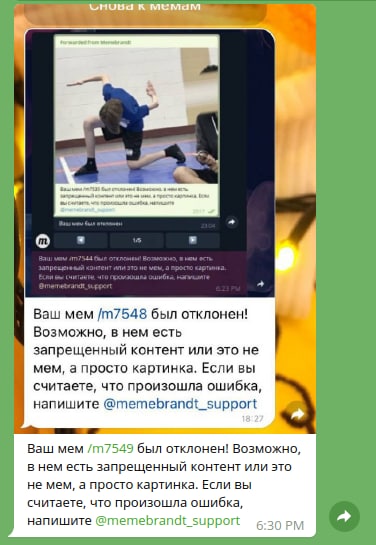 Снова к мемам
Forwarded from Memebrandt
Ваш мем /m7535 был отклонен! Возможно, в нем есть
запрещенный контент или это не мем, а просто картинка. Если
вы считаете, что произошла ошибка, напишите
@memebrandt_support
Ваш мем был отклонен
23:04
m
1/5
Ваш мем /m7544 был отклонен! Возможно, в нем есть
запрещенный контент или это не мем, а просто картинка.
Если вы считаете, что произошла ошибка, напишите
@memebrandt_support
6:23 PM
Ваш мем /m7548 был отклонен!
Возможно, в нем есть
запрещенный контент или это не
мем, а просто картинка. Если вы
считаете, что произошла ошибка,
напишите @memebrandt_support
18:27
Ваш мем /m7549 был отклонен! Возможно,
в нем есть запрещенный контент или это
не мем, а просто картинка. Если вы
считаете, что произошла ошибка,
напишите @memebrandt_support
6:30 PM